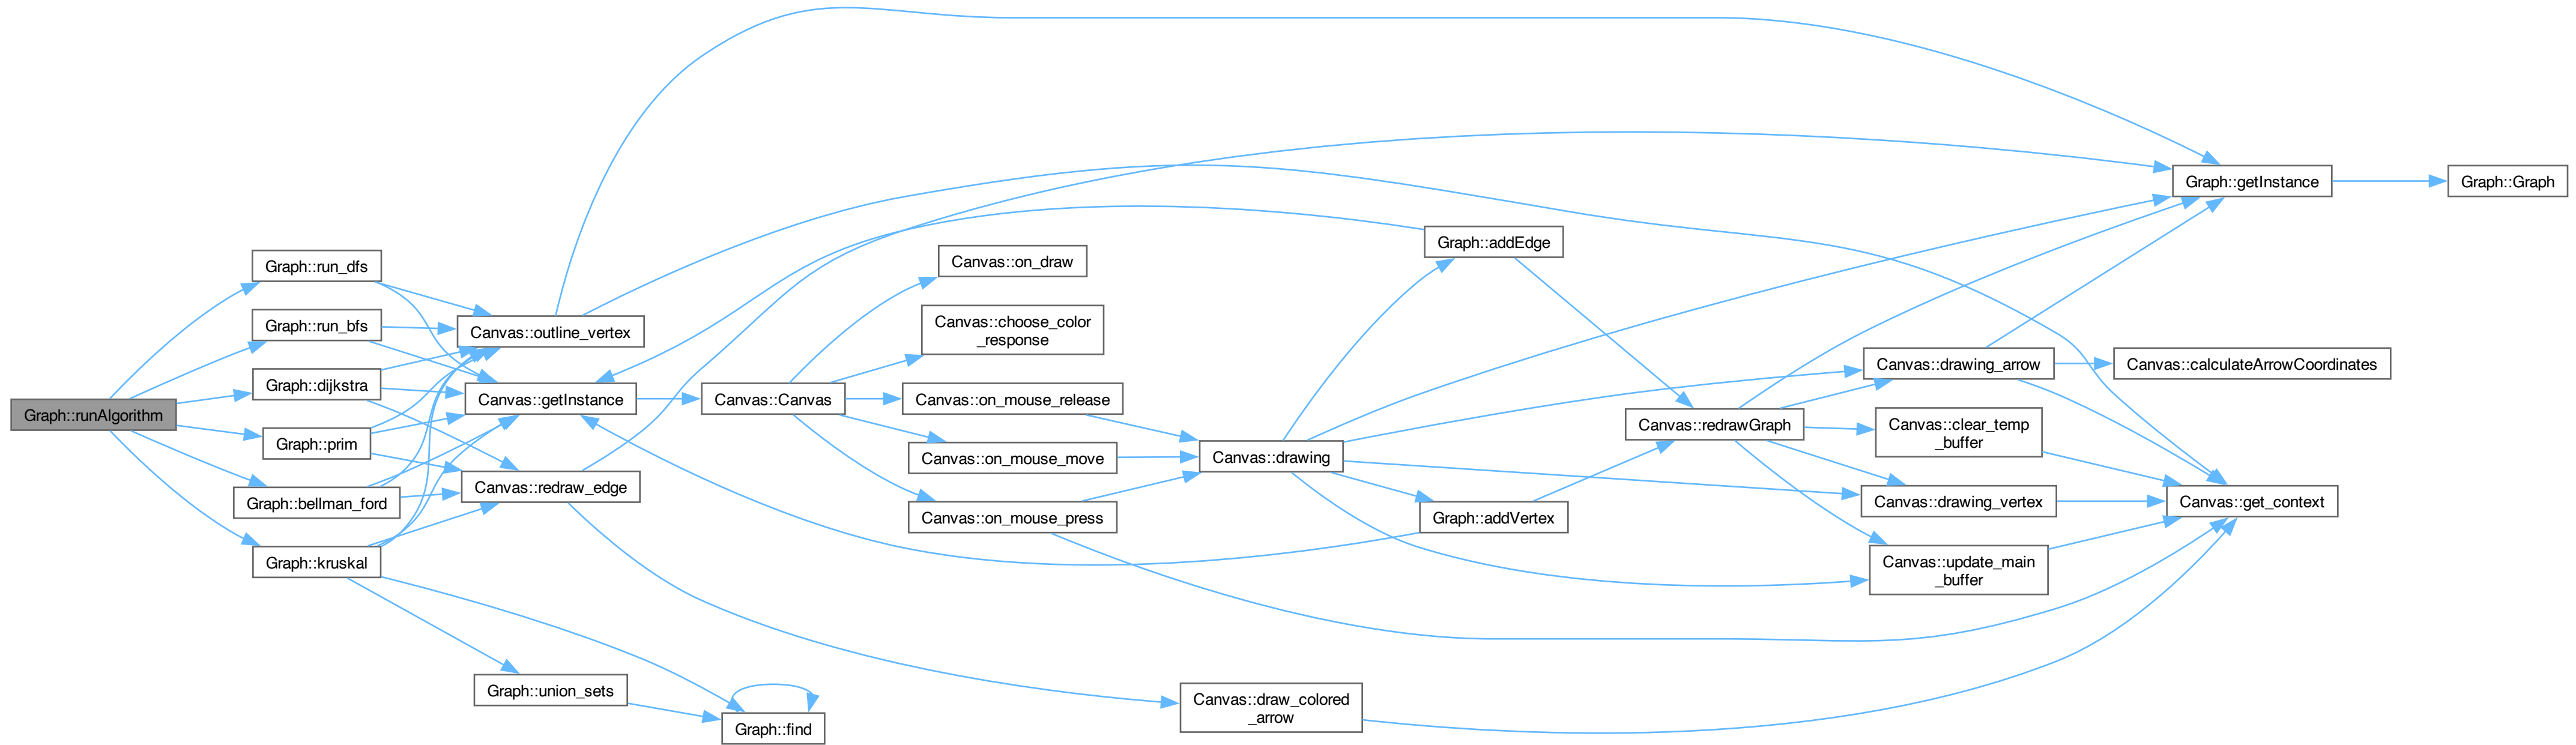 Graph::runAlgorithm
Graph::run_dfs
Graph::run_bfs
Graph::dijkstra
Graph::prim
Graph::bellman_ford
Graph::kruskal
Canvas::outline_vertex
Canvas::getInstance
Canvas::redraw_edge
Graph::union_sets
Graph::find
Canvas::Canvas
Canvas::on_draw
Canvas::choose_color
_response
Canvas::on_mouse_release
Canvas::on_mouse_move
Canvas::on_mouse_press
Canvas::drawing
Canvas::draw_colored
_arrow
Graph::addEdge
Graph::addVertex
Canvas::redrawGraph
Canvas::drawing_arrow
Canvas::clear_temp
_buffer
Canvas::drawing_vertex
Canvas::update_main
_buffer
Graph::getInstance
Canvas::calculateArrowCoordinates
Canvas::get_context
Graph::Graph